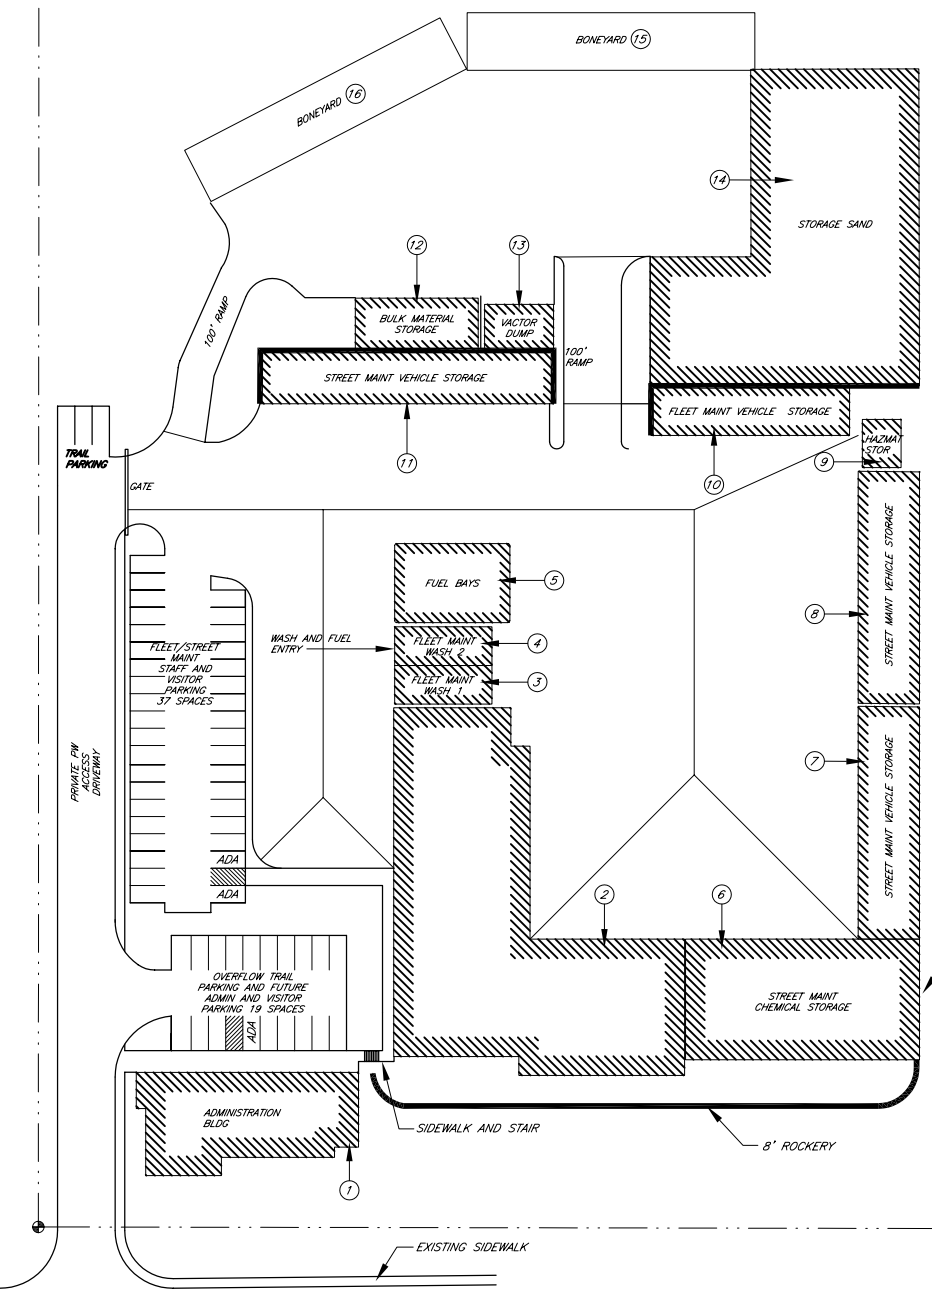 BONEYARD 15
BONEYARD 16
14
STORAGE SAND
12
13
100' RAMP
BULK MATERIAL
STORAGE
VACTOR
DUMP
100'
RAMP
STREET MAINT VEHICLE STORAGE
FLEET MAINT VEHICLE STORAGE
11
10
HAZMAT
STOR
9
TRAIL
PARKING
GATE
FUEL BAYS
5
8
STREET MAINT VEHICLE STORAGE
WASH AND FUEL
ENTRY
FLEET MAINT
WASH 2
4
FLEET MAINT
WASH 1
3
FLEET/STREET
MAINT
STAFF AND
VISITOR
PARKING
37 SPACES
PRIVATE PW
ACCESS
DRIVEWAY
7
STREET MAINT VEHICLE STORAGE
ADA
ADA
2
6
OVERFLOW TRAIL
PARKING AND FUTURE
ADMIN AND VISITOR
PARKING 19 SPACES
ADA
STREET MAINT
CHEMICAL STORAGE
ADMINISTRATION
BLDG
SIDEWALK AND STAIR
8' ROCKERY
1
EXISTING SIDEWALK